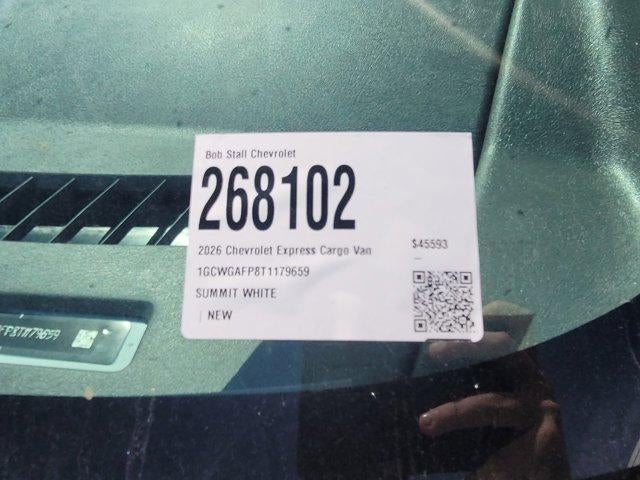 Bob Stall Chevrolet
268102
2026 Chevrolet Express Cargo Van $45593
1GCWGAFP8T1179659
SUMMIT WHITE
| NEW